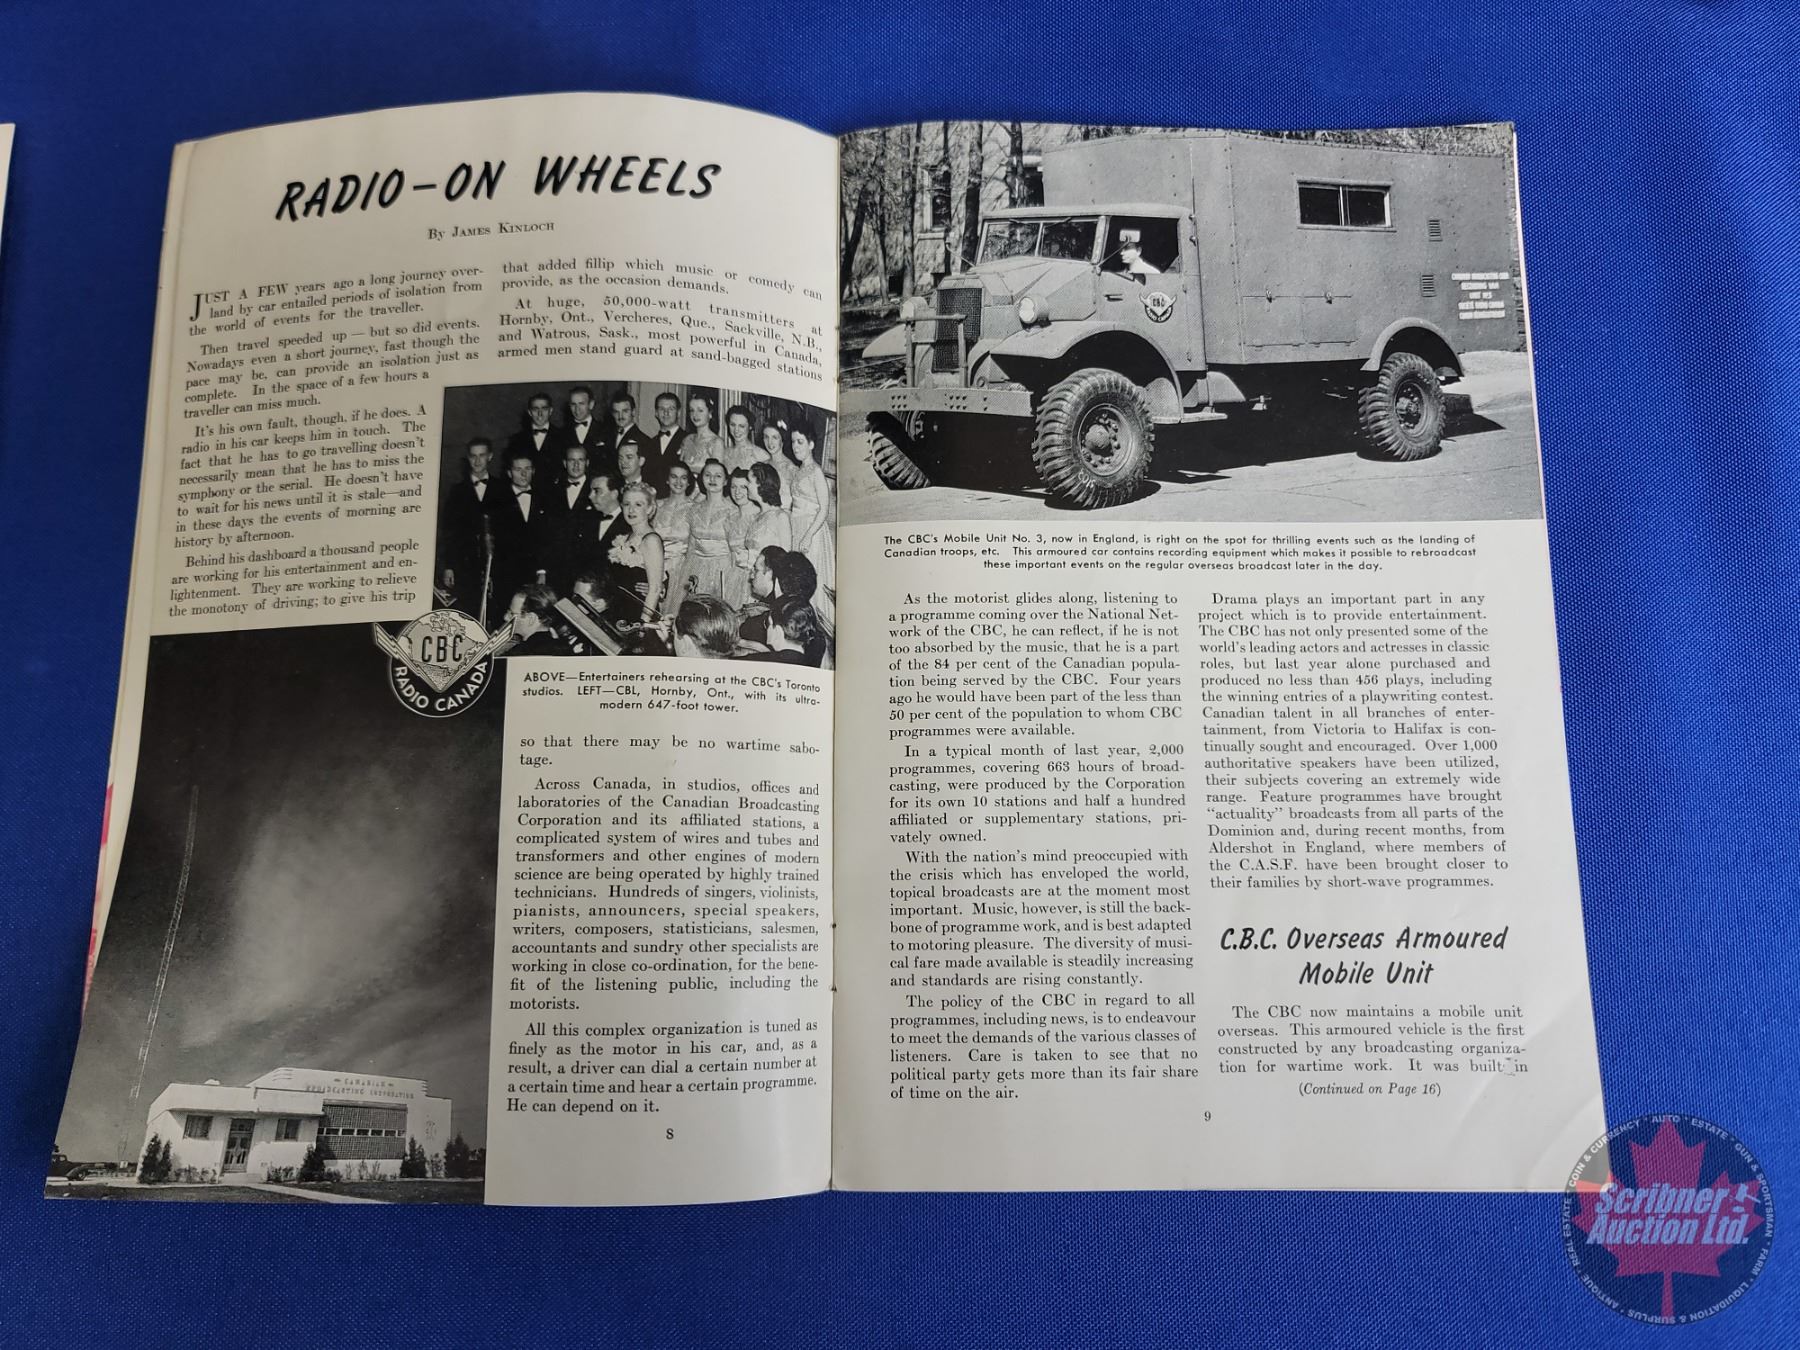 RADIO—ON WHEELS
By JAMES KINLOCH
JUST A FEW years ago a long journey over-
land by car entailed periods of isolation from
the world of events for the traveller.
Then travel speeded up — but so did events.
Nowadays even a short journey, fast though the
pace may be, can provide an isolation just as
complete. In the space of a few hours a
traveller can miss much.
It's his own fault, though, if he does. A
radio in his car keeps him in touch. The
fact that he has to go travelling doesn't
necessarily mean that he has to miss the
symphony or the serial. He doesn't have
to wait for his news until it is stale—and
in these days the events of morning are
history by afternoon.
Behind his dashboard a thousand people
are working for his entertainment and en-
lightenment. They are working to relieve
the monotony of driving; to give his trip
that added fillip which music or comedy can
provide, as the occasion demands.
At huge, 50,000-watt transmitters at
Hornby, Ont., Vercheres, Que., Sackville, N.B.,
and Watrous, Sask., most powerful in Canada,
armed men stand guard at sand-bagged stations
CBC
RADIO CANADA
ABOVE—Entertainers rehearsing at the CBC's Toronto
studios. LEFT—CBL, Hornby, Ont., with its ultra-
modern 647-foot tower.
so that there may be no wartime sabo-
tage.
Across Canada, in studios, offices and
laboratories of the Canadian Broadcasting
Corporation and its affiliated stations, a
complicated system of wires and tubes and
transformers and other engines of modern
science are being operated by highly trained
technicians. Hundreds of singers, violinists,
pianists, announcers, special speakers,
writers, composers, statisticians, salesmen,
accountants and sundry other specialists are
working in close co-ordination, for the bene-
fit of the listening public, including the
motorists.
All this complex organization is tuned as
finely as the motor in his car, and, as a
result, a driver can dial a certain number at
a certain time and hear a certain programme.
He can depend on it.
CANADIAN
BROADCASTING CORPORATION
8
CBC
The CBC's Mobile Unit No. 3, now in England, is right on the spot for thrilling events such as the landing of
Canadian troops, etc. This armoured car contains recording equipment which makes it possible to rebroadcast
these important events on the regular overseas broadcast later in the day.
As the motorist glides along, listening to
a programme coming over the National Net-
work of the CBC, he can reflect, if he is not
too absorbed by the music, that he is a part
of the 84 per cent of the Canadian popula-
tion being served by the CBC. Four years
ago he would have been part of the less than
50 per cent of the population to whom CBC
programmes were available.
In a typical month of last year, 2,000
programmes, covering 663 hours of broad-
casting, were produced by the Corporation
for its own 10 stations and half a hundred
affiliated or supplementary stations, pri-
vately owned.
With the nation's mind preoccupied with
the crisis which has enveloped the world,
topical broadcasts are at the moment most
important. Music, however, is still the back-
bone of programme work, and is best adapted
to motoring pleasure. The diversity of musi-
cal fare made available is steadily increasing
and standards are rising constantly.
The policy of the CBC in regard to all
programmes, including news, is to endeavour
to meet the demands of the various classes of
listeners. Care is taken to see that no
political party gets more than its fair share
of time on the air.
Drama plays an important part in any
project which is to provide entertainment.
The CBC has not only presented some of the
world's leading actors and actresses in classic
roles, but last year alone purchased and
produced no less than 456 plays, including
the winning entries of a playwriting contest.
Canadian talent in all branches of enter-
tainment, from Victoria to Halifax is con-
tinually sought and encouraged. Over 1,000
authoritative speakers have been utilized,
their subjects covering an extremely wide
range. Feature programmes have brought
"actuality" broadcasts from all parts of the
Dominion and, during recent months, from
Aldershot in England, where members of
the C.A.S.F. have been brought closer to
their families by short-wave programmes.
C.B.C. Overseas Armoured
Mobile Unit
The CBC now maintains a mobile unit
overseas. This armoured vehicle is the first
constructed by any broadcasting organiza-
tion for wartime work. It was built in
(Continued on Page 16)
9
Scribner
Auction Ltd.
AUTO · ESTATE · GUN & SPORTSMAN · FARM · LIQUIDATION & SURPLUS · ANTIQUE · REAL ESTATE · COIN & CURRENCY